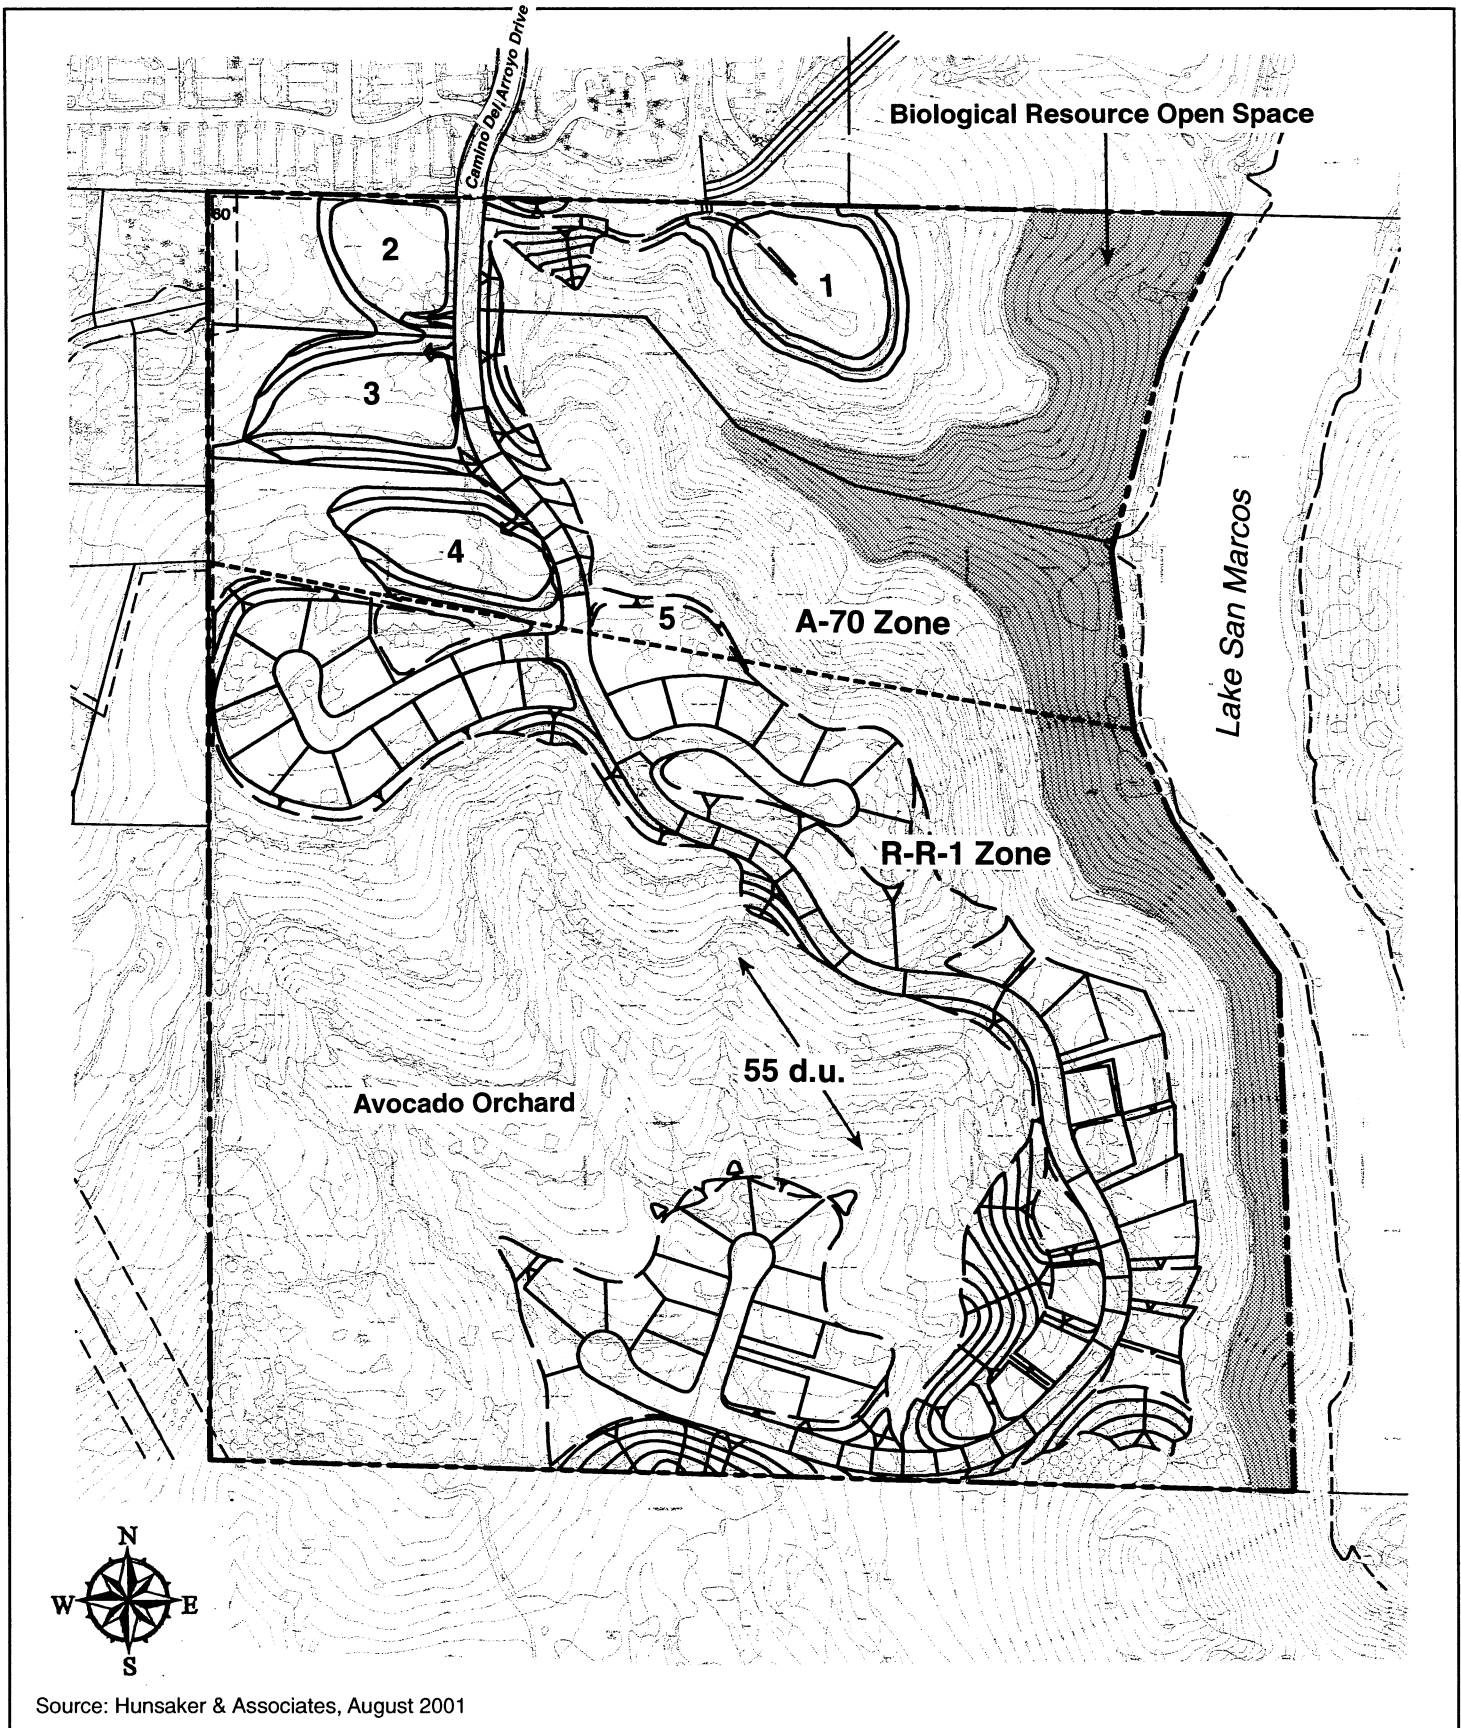 Camino Del Arroyo Drive
Biological Resource Open Space
60'
2
1
3
4
5
A-70 Zone
Lake San Marcos
R-R-1 Zone
55 d.u.
Avocado Orchard
N
W
E
S
Source: Hunsaker & Associates, August 2001